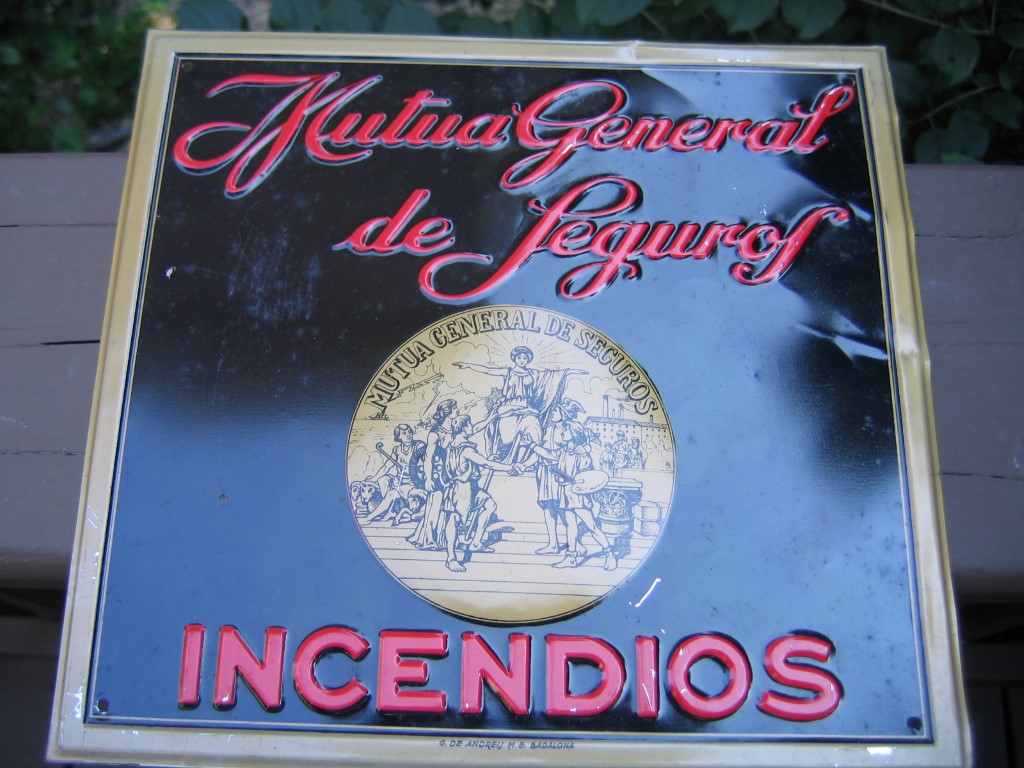 Mutua General
de Seguros
MUTUA GENERAL DE SEGUROS
INCENDIOS
G. DE ANDREU M. E. BADALONA